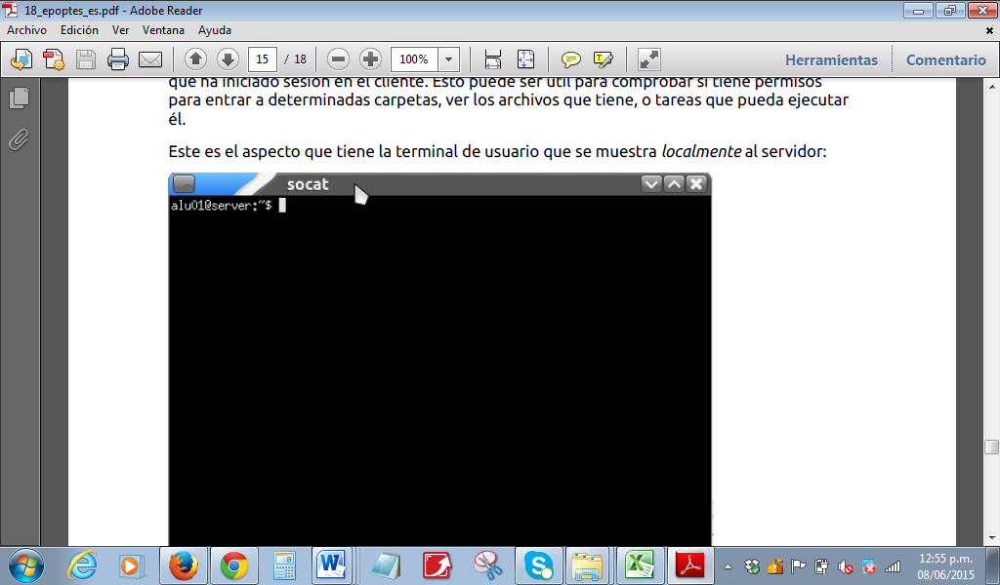 18_epoptes_es.pdf - Adobe Reader
Archivo Edición Ver Ventana Ayuda
15 / 18 100% Herramientas Comentario
que ha iniciado sesión en el cliente. Esto puede ser útil para comprobar si tiene permisos
para entrar a determinadas carpetas, ver los archivos que tiene, o tareas que pueda ejecutar
él.
Este es el aspecto que tiene la terminal de usuario que se muestra localmente al servidor:
socat
alu01@server:~$
12:55 p.m.
08/06/2015